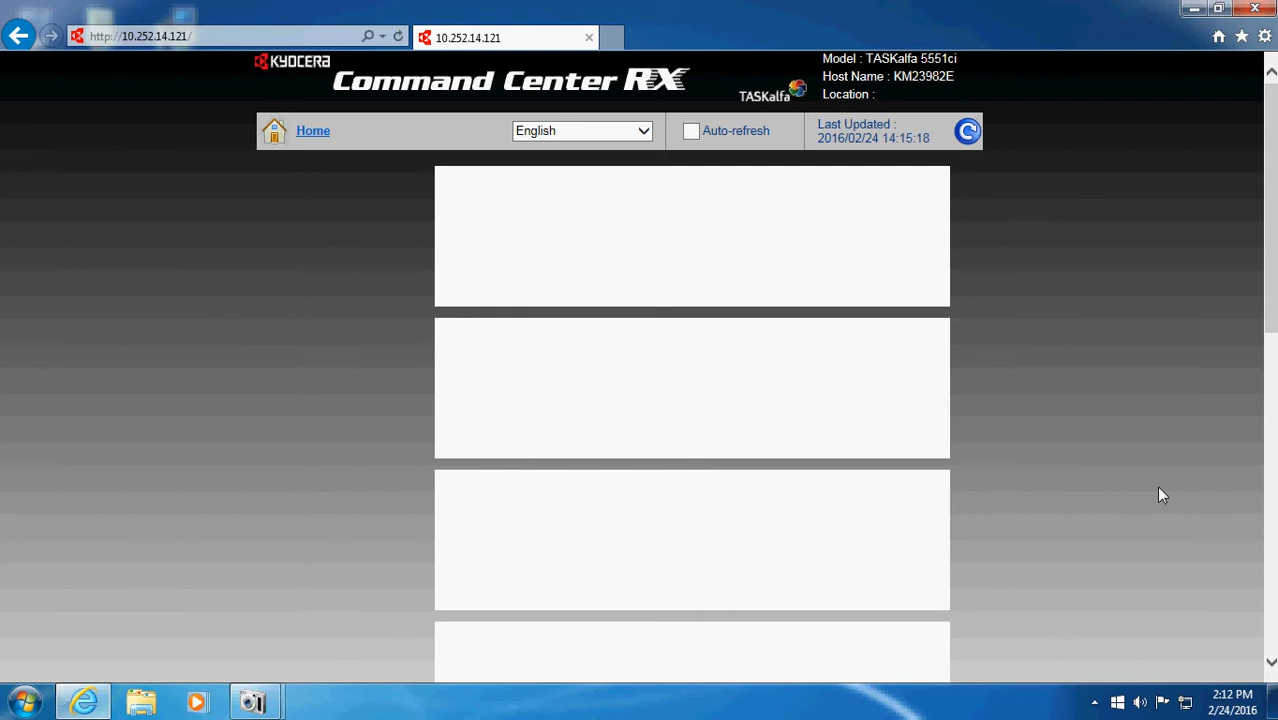 http://10.252.14.121/
10.252.14.121
KYOCERA
Command Center RX
TASKalfa
Model : TASKalfa 5551ci
Host Name : KM23982E
Location :
Home
English
Auto-refresh
Last Updated :
2016/02/24 14:15:18
2:12 PM
2/24/2016